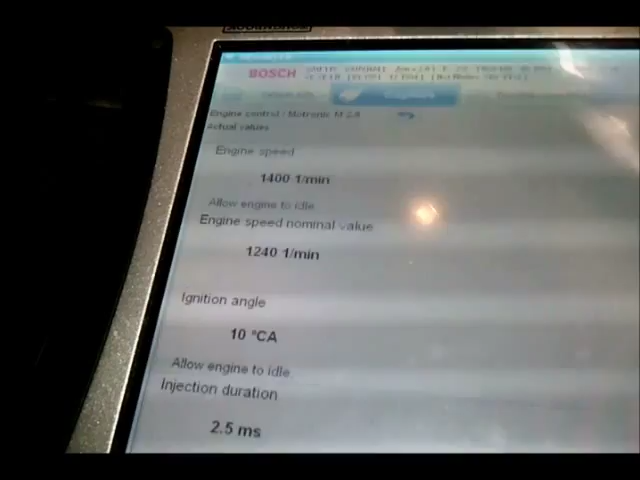 BOSCH
Engine control / Motronic M 2.8
Actual values
Engine speed
1400 1/min
Allow engine to idle.
Engine speed nominal value
1240 1/min
Ignition angle
10 °CA
Allow engine to idle.
Injection duration
2.5 ms